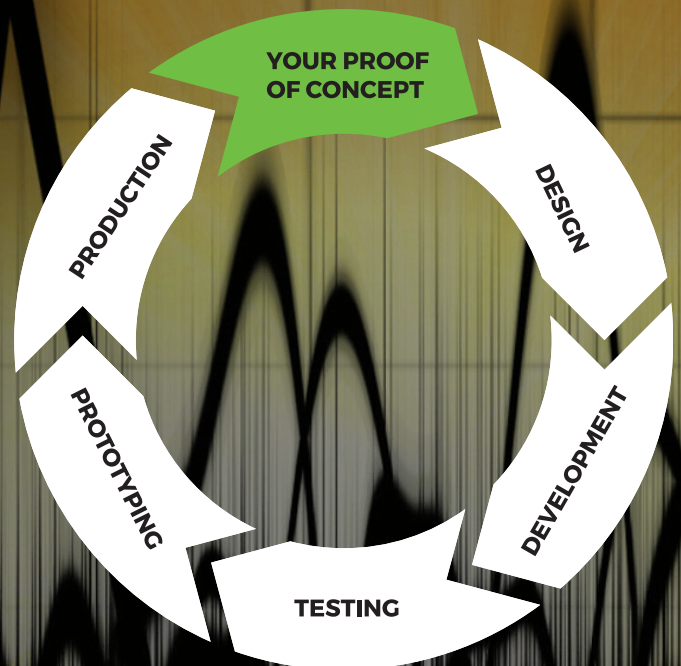 YOUR PROOF
OF CONCEPT
DESIGN
DEVELOPMENT
TESTING
PROTOTYPING
PRODUCTION